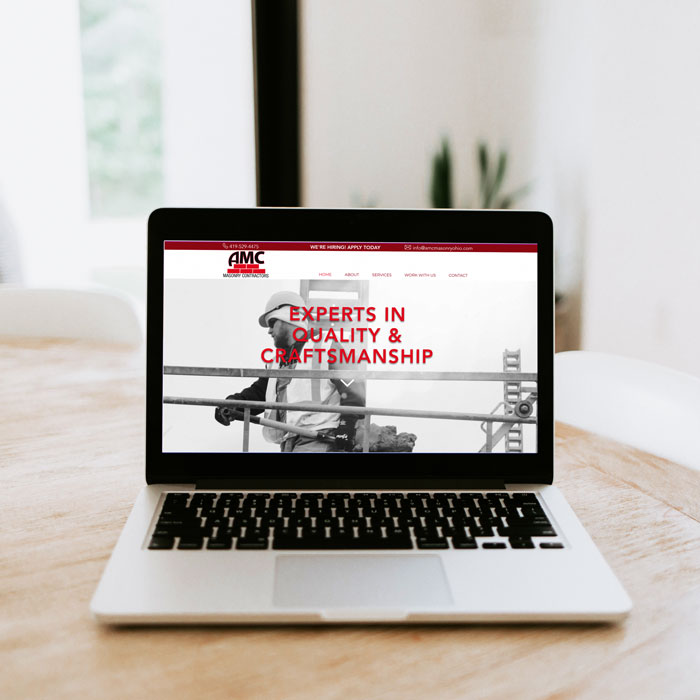 419-529-4475
WE'RE HIRING! APPLY TODAY
info@amcmasonryohio.com
AMC
MASONRY CONTRACTORS
HOME
ABOUT
SERVICES
WORK WITH US
CONTACT
EXPERTS IN
QUALITY &
CRAFTSMANSHIP